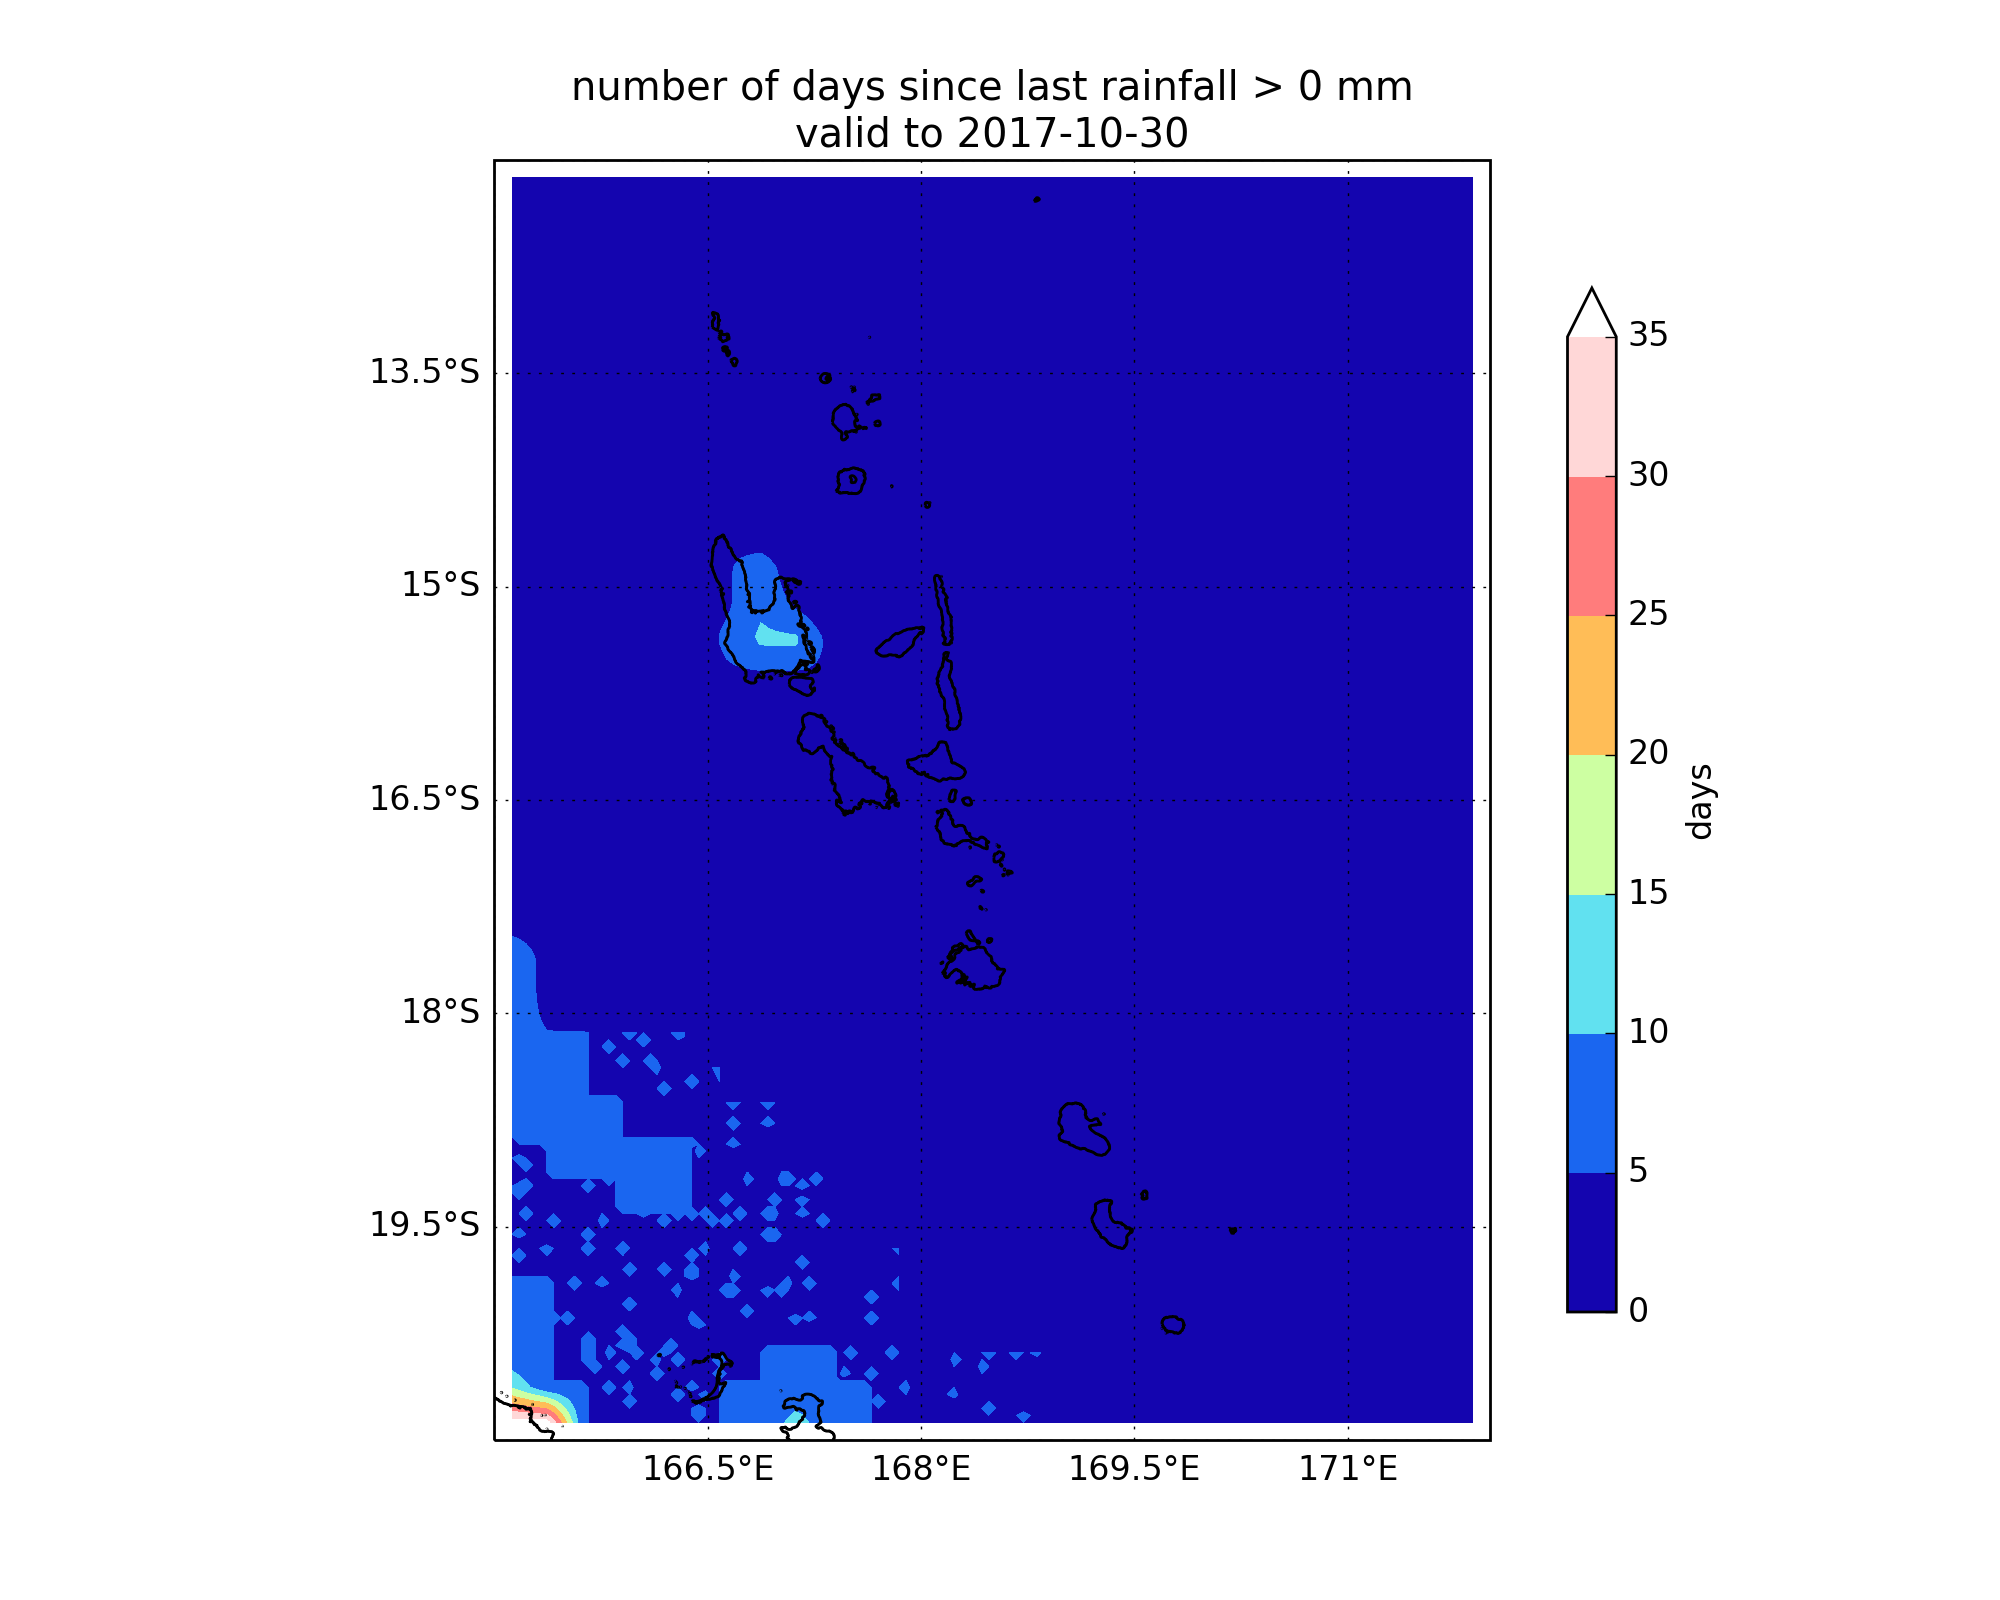 number of days since last rainfall > 0 mm
valid to 2017-10-30
13.5°S
15°S
16.5°S
18°S
19.5°S
166.5°E
168°E
169.5°E
171°E
35
30
25
20
15
10
5
0
days